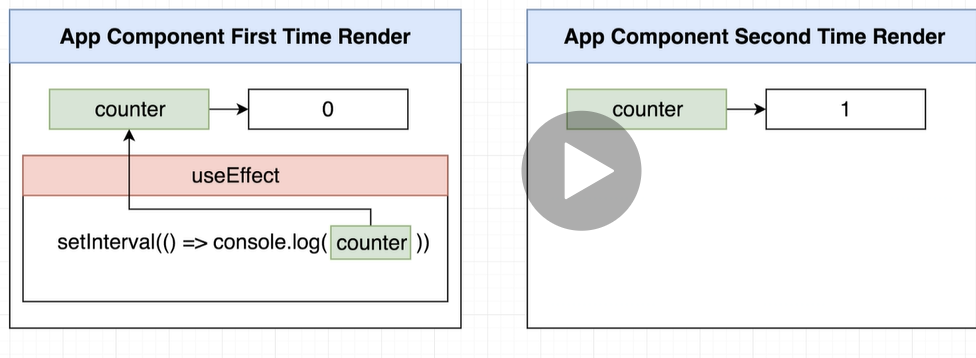 App Component First Time Render
counter
0
useEffect
setInterval(() => console.log( counter ))
App Component Second Time Render
counter
1